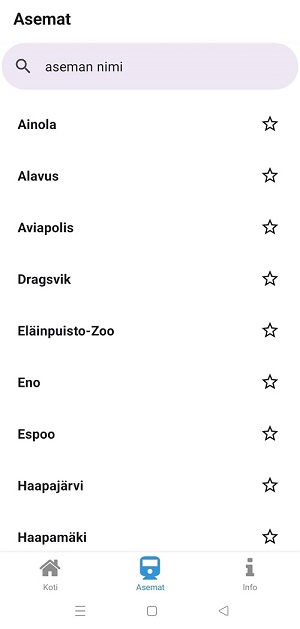 Asemat
aseman nimi
Ainola
Alavus
Aviapolis
Dragsvik
Eläinpuisto-Zoo
Eno
Espoo
Haapajärvi
Haapamäki
Koti
Asemat
Info